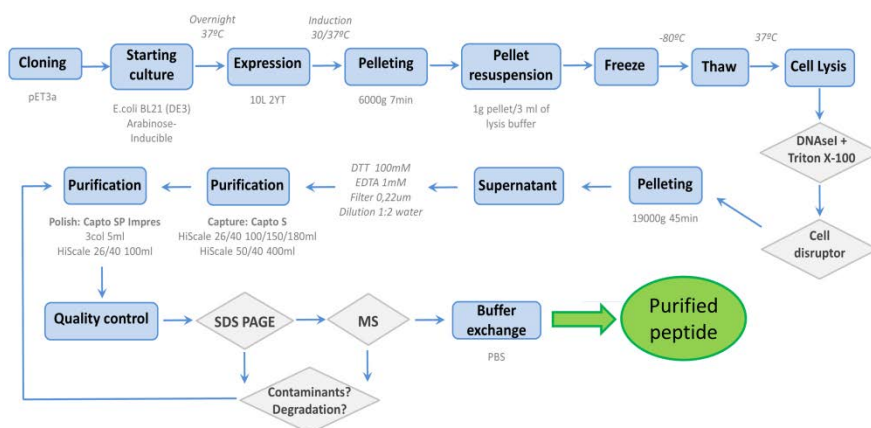 Overnight
37ºC
Induction
30/37ºC
-80ºC
37ºC
Cloning
Starting
culture
Expression
Pelleting
Pellet
resuspension
Freeze
Thaw
Cell Lysis
pET3a
E.coli BL21 (DE3)
Arabinose-
Inducible
10L 2YT
6000g 7min
1g pellet/3 ml of
lysis buffer
DNAseI +
Triton X-100
Cell
disruptor
Pelleting
19000g 45min
Supernatant
DTT 100mM
EDTA 1mM
Filter 0,22um
Dilution 1:2 water
Purification
Capture: Capto S
HiScale 26/40 100/150/180ml
HiScale 50/40 400ml
Purification
Polish: Capto SP Impres
3col 5ml
HiScale 26/40 100ml
Quality control
SDS PAGE
MS
Buffer
exchange
PBS
Purified
peptide
Contaminants?
Degradation?